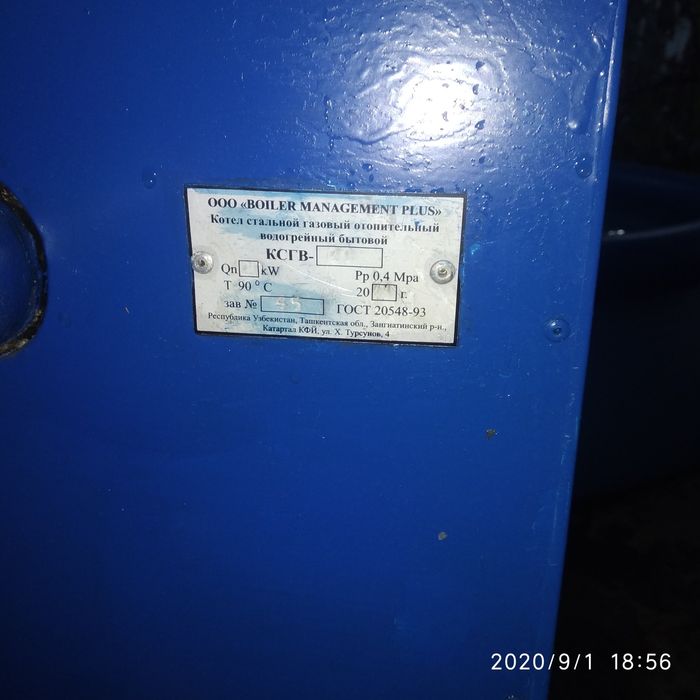 ООО «BOILER MANAGEMENT PLUS»
Котел стальной газовый отопительный
водогрейный бытовой
КСГВ-
Qn kW Pp 0,4 Mpa
T 90 ° C 20 г.
зав № ГОСТ 20548-93
Республика Узбекистан, Ташкентская обл., Зангиатинский р-н.,
Катартал КФЙ, ул. Х. Турсунов, 4
2020/9/1 18:56